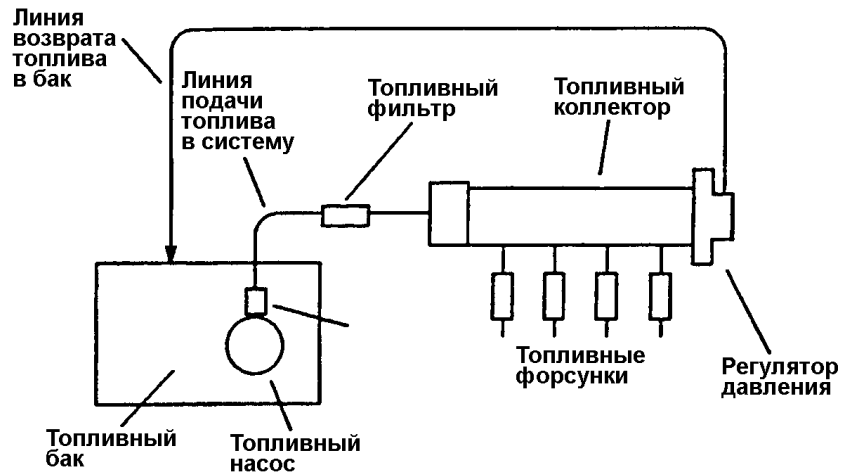 Линия
возврата
топлива
в бак
Линия
подачи
топлива
в систему
Топливный
фильтр
Топливный
коллектор
Топливные
форсунки
Регулятор
давления
Топливный
бак
Топливный
насос